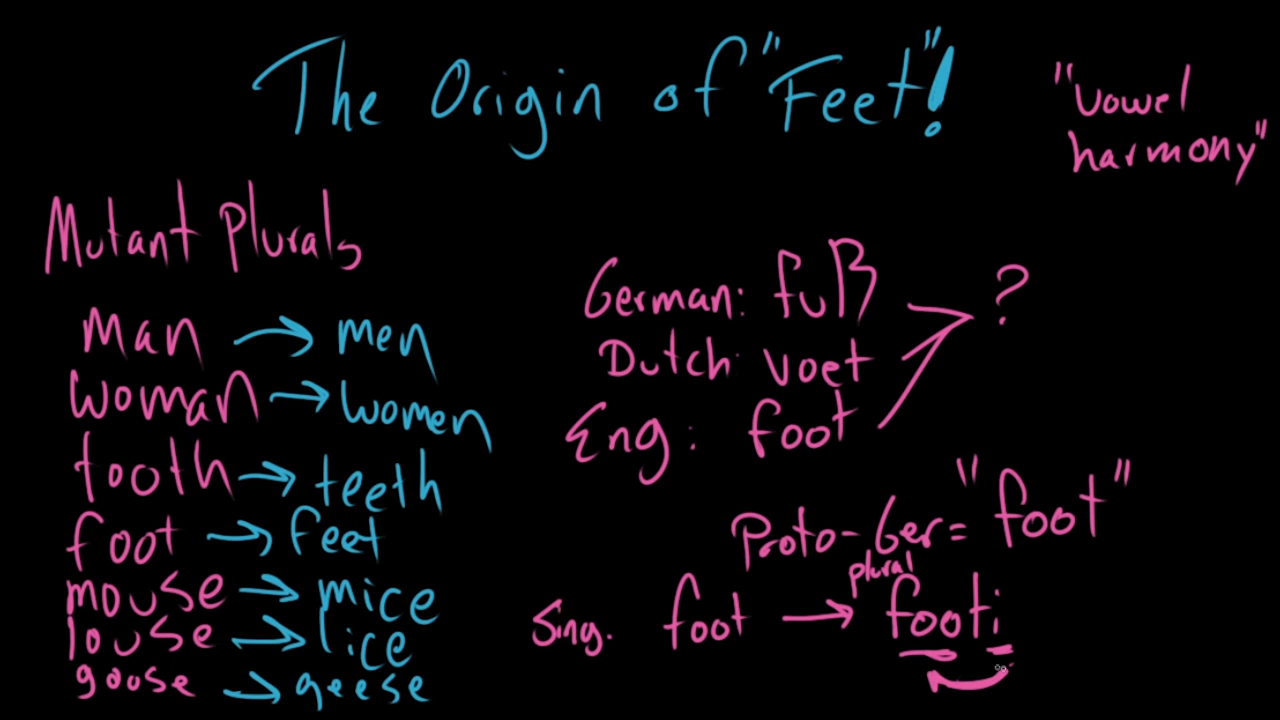 The Origin of "Feet"!
"vowel
harmony"
Mutant Plurals
man → men
woman → women
tooth → teeth
foot → feet
mouse → mice
louse → lice
goose → geese
German: fuß
Dutch: voet
Eng: foot
?
Proto-Ger= "foot"
plural
Sing. foot → footi